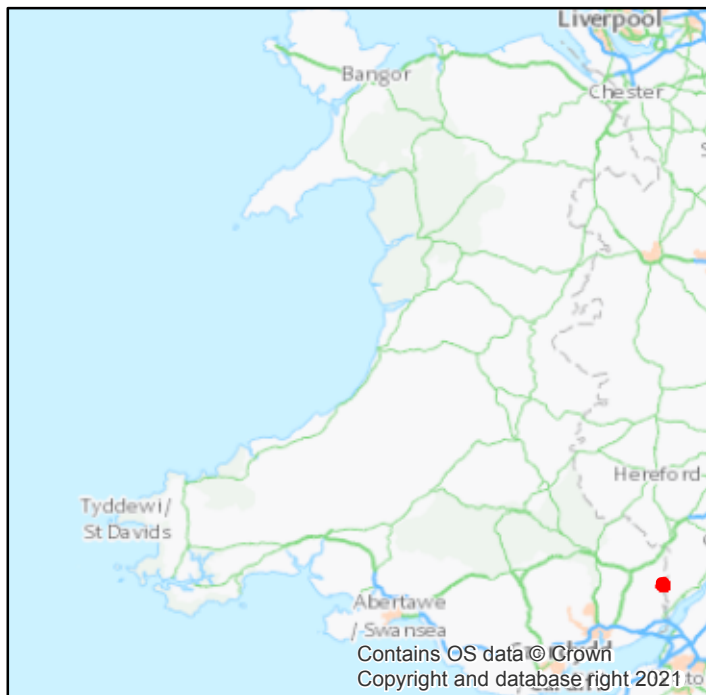 Liverpool
Bangor
Chester
Hereford
Tyddewi/
St Davids
Abertawe
/ Swansea
Contains OS data © Crown
Copyright and database right 2021